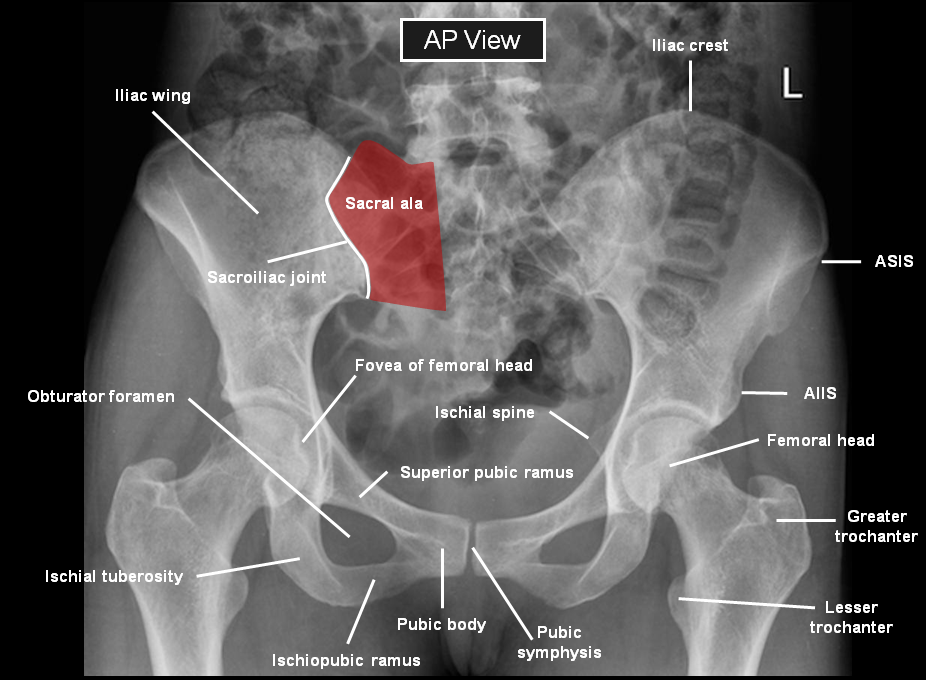 AP View
Iliac crest
L
Iliac wing
Sacral ala
ASIS
Sacroiliac joint
Fovea of femoral head
Obturator foramen
AIIS
Ischial spine
Femoral head
Superior pubic ramus
Greater
trochanter
Ischial tuberosity
Lesser
trochanter
Pubic body
Pubic
symphysis
Ischiopubic ramus